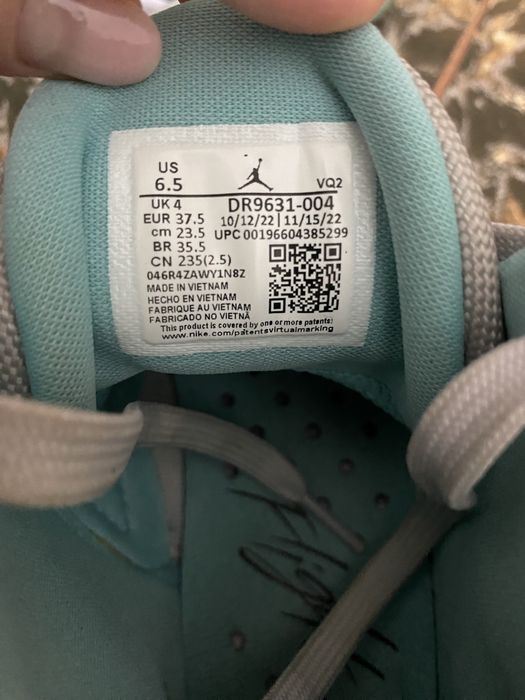 US
6.5 VQ2
UK 4 DR9631-004
EUR 37.5 10/12/22 | 11/15/22
cm 23.5 UPC 00196604385299
BR 35.5
CN 235(2.5)
046R4ZAWY1N8Z
MADE IN VIETNAM
HECHO EN VIETNAM
FABRIQUE AU VIETNAM
FABRICADO NO VIETNÃ
This product is covered by one or more patents:
www.nike.com/patentsvirtualmarking